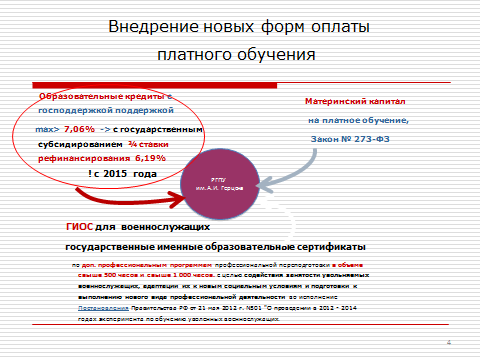 Внедрение новых форм оплаты
платного обучения
Образовательные кредиты с
господдержкой поддержкой
max> 7,06% -> с государственным
субсидированием ¾ ставки
рефинансирования 6,19%
! с 2015 года
Материнский капитал
на платное обучение,
Закон № 273-ФЗ
РГПУ
им. А.И. Герцена
ГИОС для военнослужащих
государственные именные образовательные сертификаты
по доп. профессиональным программам профессиональной переподготовки в объеме
свыше 500 часов и свыше 1 000 часов, с целью содействия занятости увольняемых
военнослужащих, адаптации их к новым социальным условиям и подготовки к
выполнению нового вида профессиональной деятельности во исполнение
Постановления Правительства РФ от 21 мая 2012 г. N501 "О проведении в 2012 - 2014
годах эксперимента по обучению уволенных военнослужащих.
4